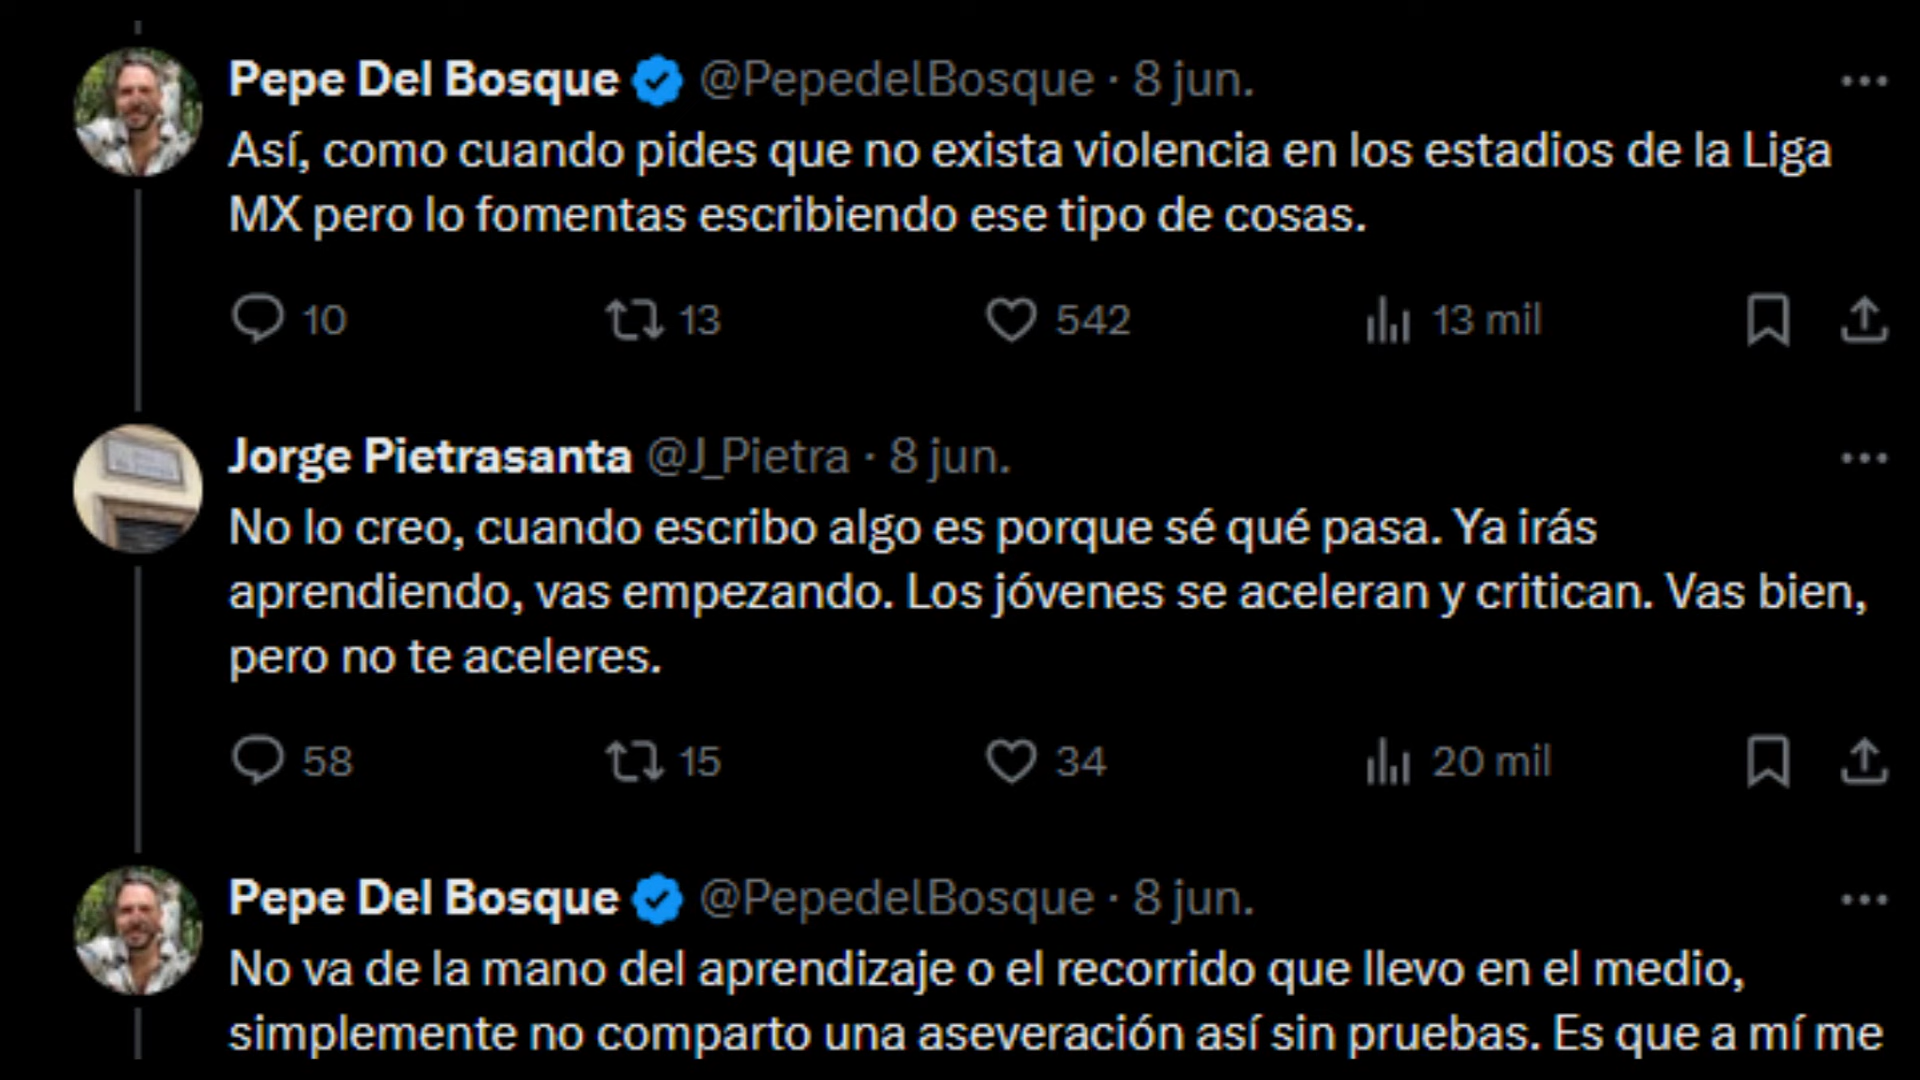 Pepe Del Bosque @PepedelBosque · 8 jun.
Así, como cuando pides que no exista violencia en los estadios de la Liga
MX pero lo fomentas escribiendo ese tipo de cosas.
10 13 542 13 mil
Jorge Pietrasanta @J_Pietra · 8 jun.
No lo creo, cuando escribo algo es porque sé qué pasa. Ya irás
aprendiendo, vas empezando. Los jóvenes se aceleran y critican. Vas bien,
pero no te aceleres.
58 15 34 20 mil
Pepe Del Bosque @PepedelBosque · 8 jun.
No va de la mano del aprendizaje o el recorrido que llevo en el medio,
simplemente no comparto una aseveración así sin pruebas. Es que a mí me